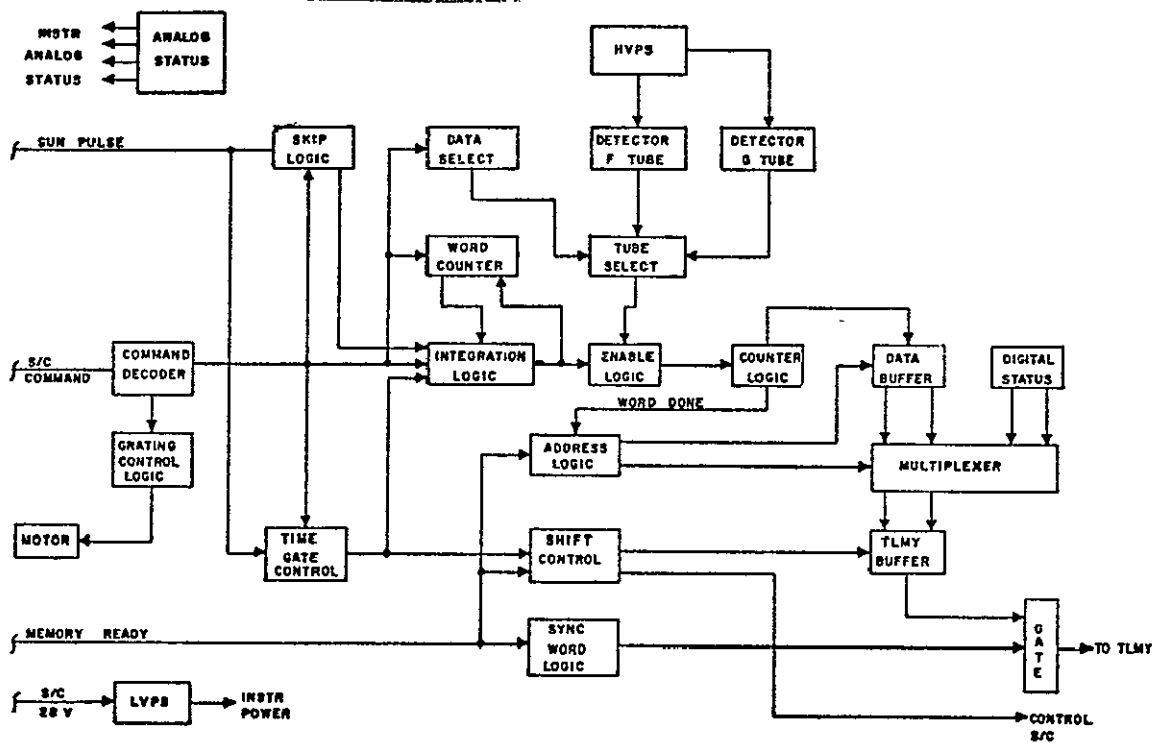 INSTR
ANALOG
STATUS
ANALOG
STATUS
HVPS
SUN PULSE
SKIP
LOGIC
DATA
SELECT
DETECTOR
F TUBE
DETECTOR
G TUBE
WORD
COUNTER
TUBE
SELECT
S/C
COMMAND
COMMAND
DECODER
INTEGRATION
LOGIC
ENABLE
LOGIC
COUNTER
LOGIC
DATA
BUFFER
DIGITAL
STATUS
WORD DONE
GRATING
CONTROL
LOGIC
ADDRESS
LOGIC
MULTIPLEXER
MOTOR
TIME
GATE
CONTROL
SHIFT
CONTROL
TLMY
BUFFER
MEMORY READY
SYNC
WORD
LOGIC
GATE
TO TLMY
S/C
28 V
LVPS
INSTR
POWER
CONTROL
S/C